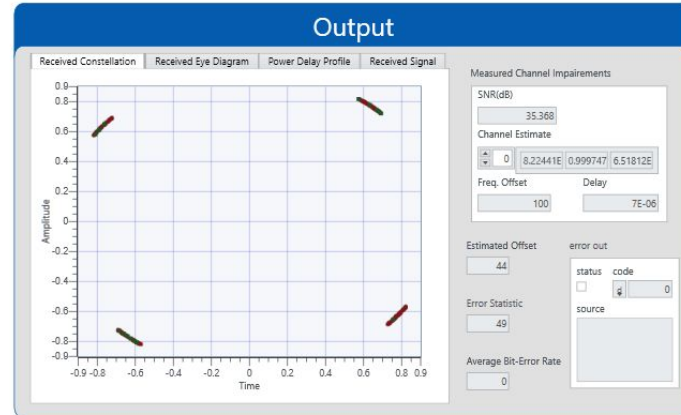 Output
Received Constellation Received Eye Diagram Power Delay Profile Received Signal
Measured Channel Impairments
SNR(dB)
35.368
Channel Estimate
0 8.22441E 0.999747 6.51812E
Freq. Offset Delay
100 7E-06
Estimated Offset
44
error out
status code
d 0
source
Error Statistic
49
Average Bit-Error Rate
0
Amplitude
0.9
0.8
0.6
0.4
0.2
0
-0.2
-0.4
-0.6
-0.8
-0.9
-0.9 -0.8 -0.6 -0.4 -0.2 0 0.2 0.4 0.6 0.8 0.9
Time